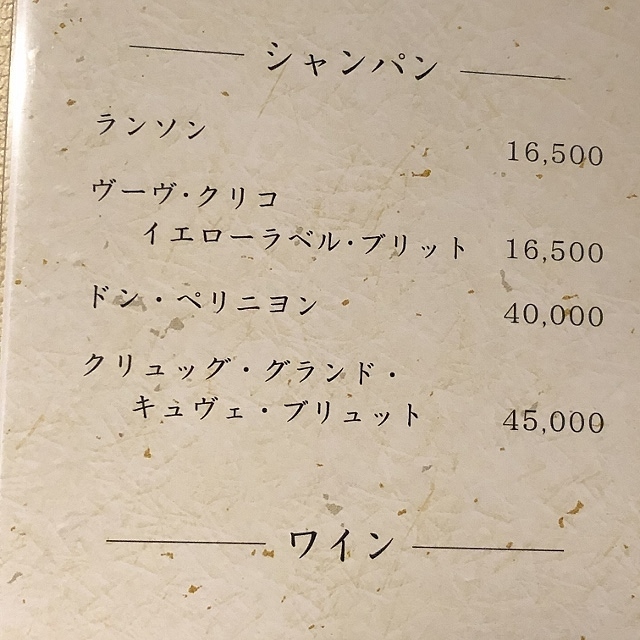 シャンパン
ランソン
16,500
ヴーヴ・クリコ
イエローラベル・ブリット 16,500
ドン・ペリニヨン
40,000
クリュッグ・グランド・
キュヴェ・ブリュット 45,000
ワイン